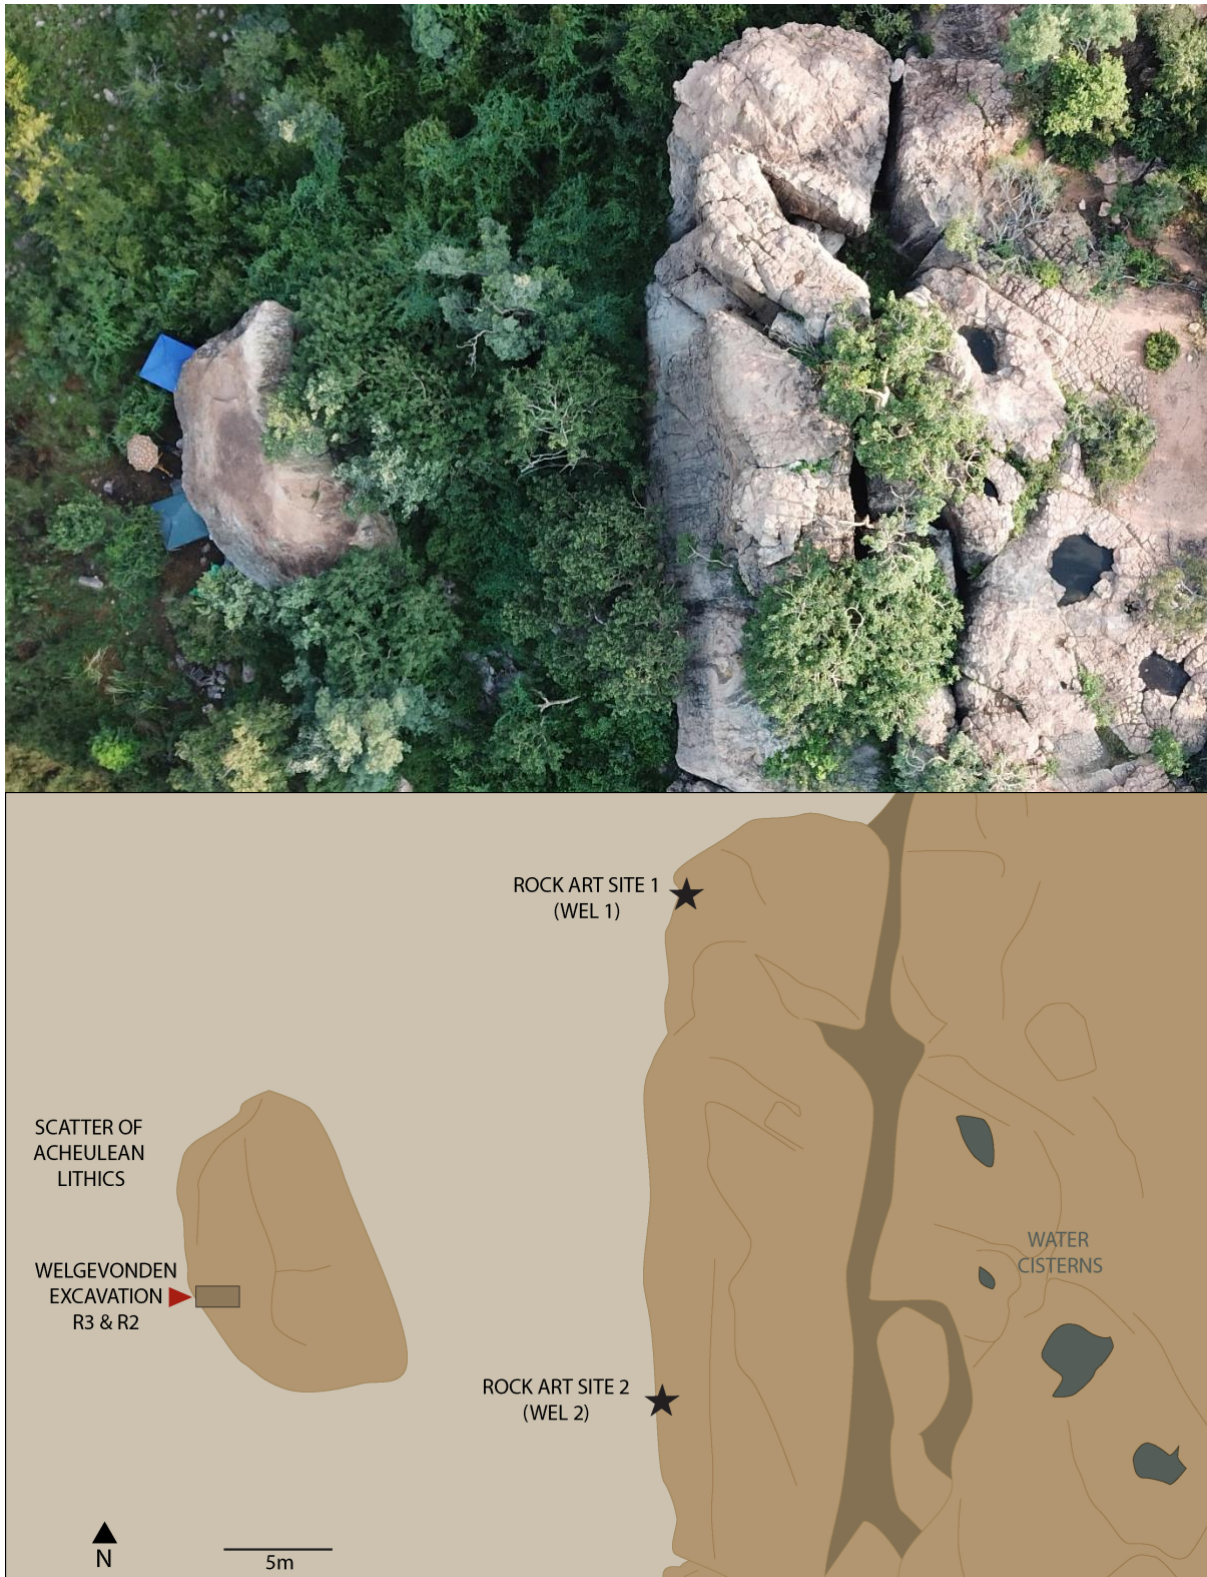 ROCK ART SITE 1
(WEL 1)
SCATTER OF
ACHEULEAN
LITHICS
WELGEVONDEN
EXCAVATION
R3 & R2
WATER
CISTERNS
ROCK ART SITE 2
(WEL 2)
N
5m